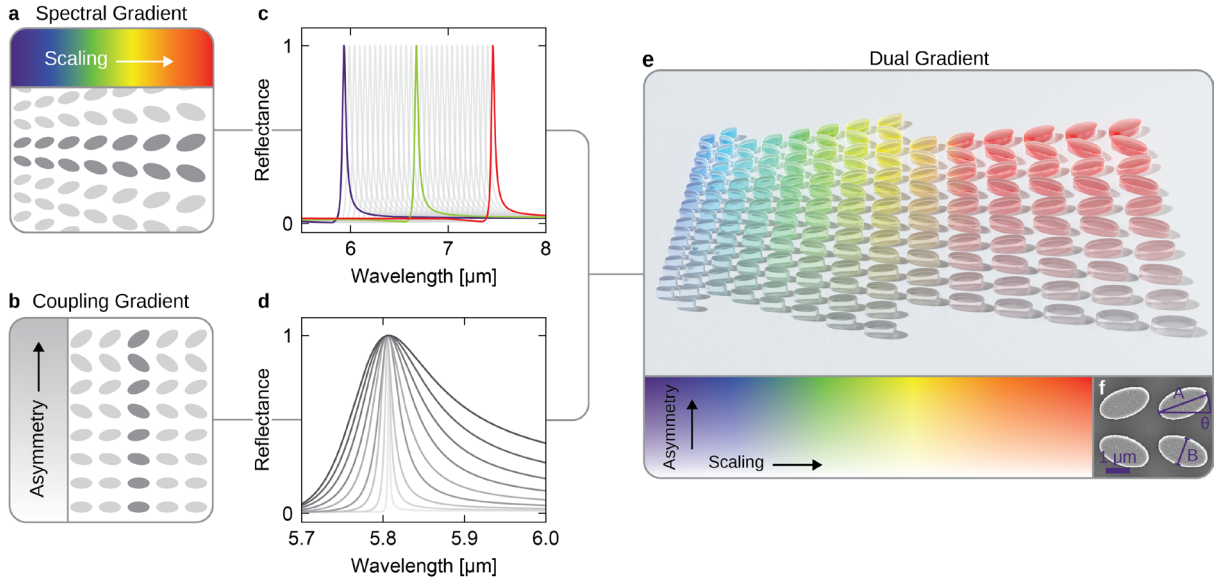 a Spectral Gradient
Scaling
b Coupling Gradient
Asymmetry
c
1
Reflectance
0
6 7 8
Wavelength [µm]
d
1
Reflectance
0
5.7 5.8 5.9 6.0
Wavelength [µm]
e Dual Gradient
Asymmetry
Scaling
f
A
θ
B
1 µm